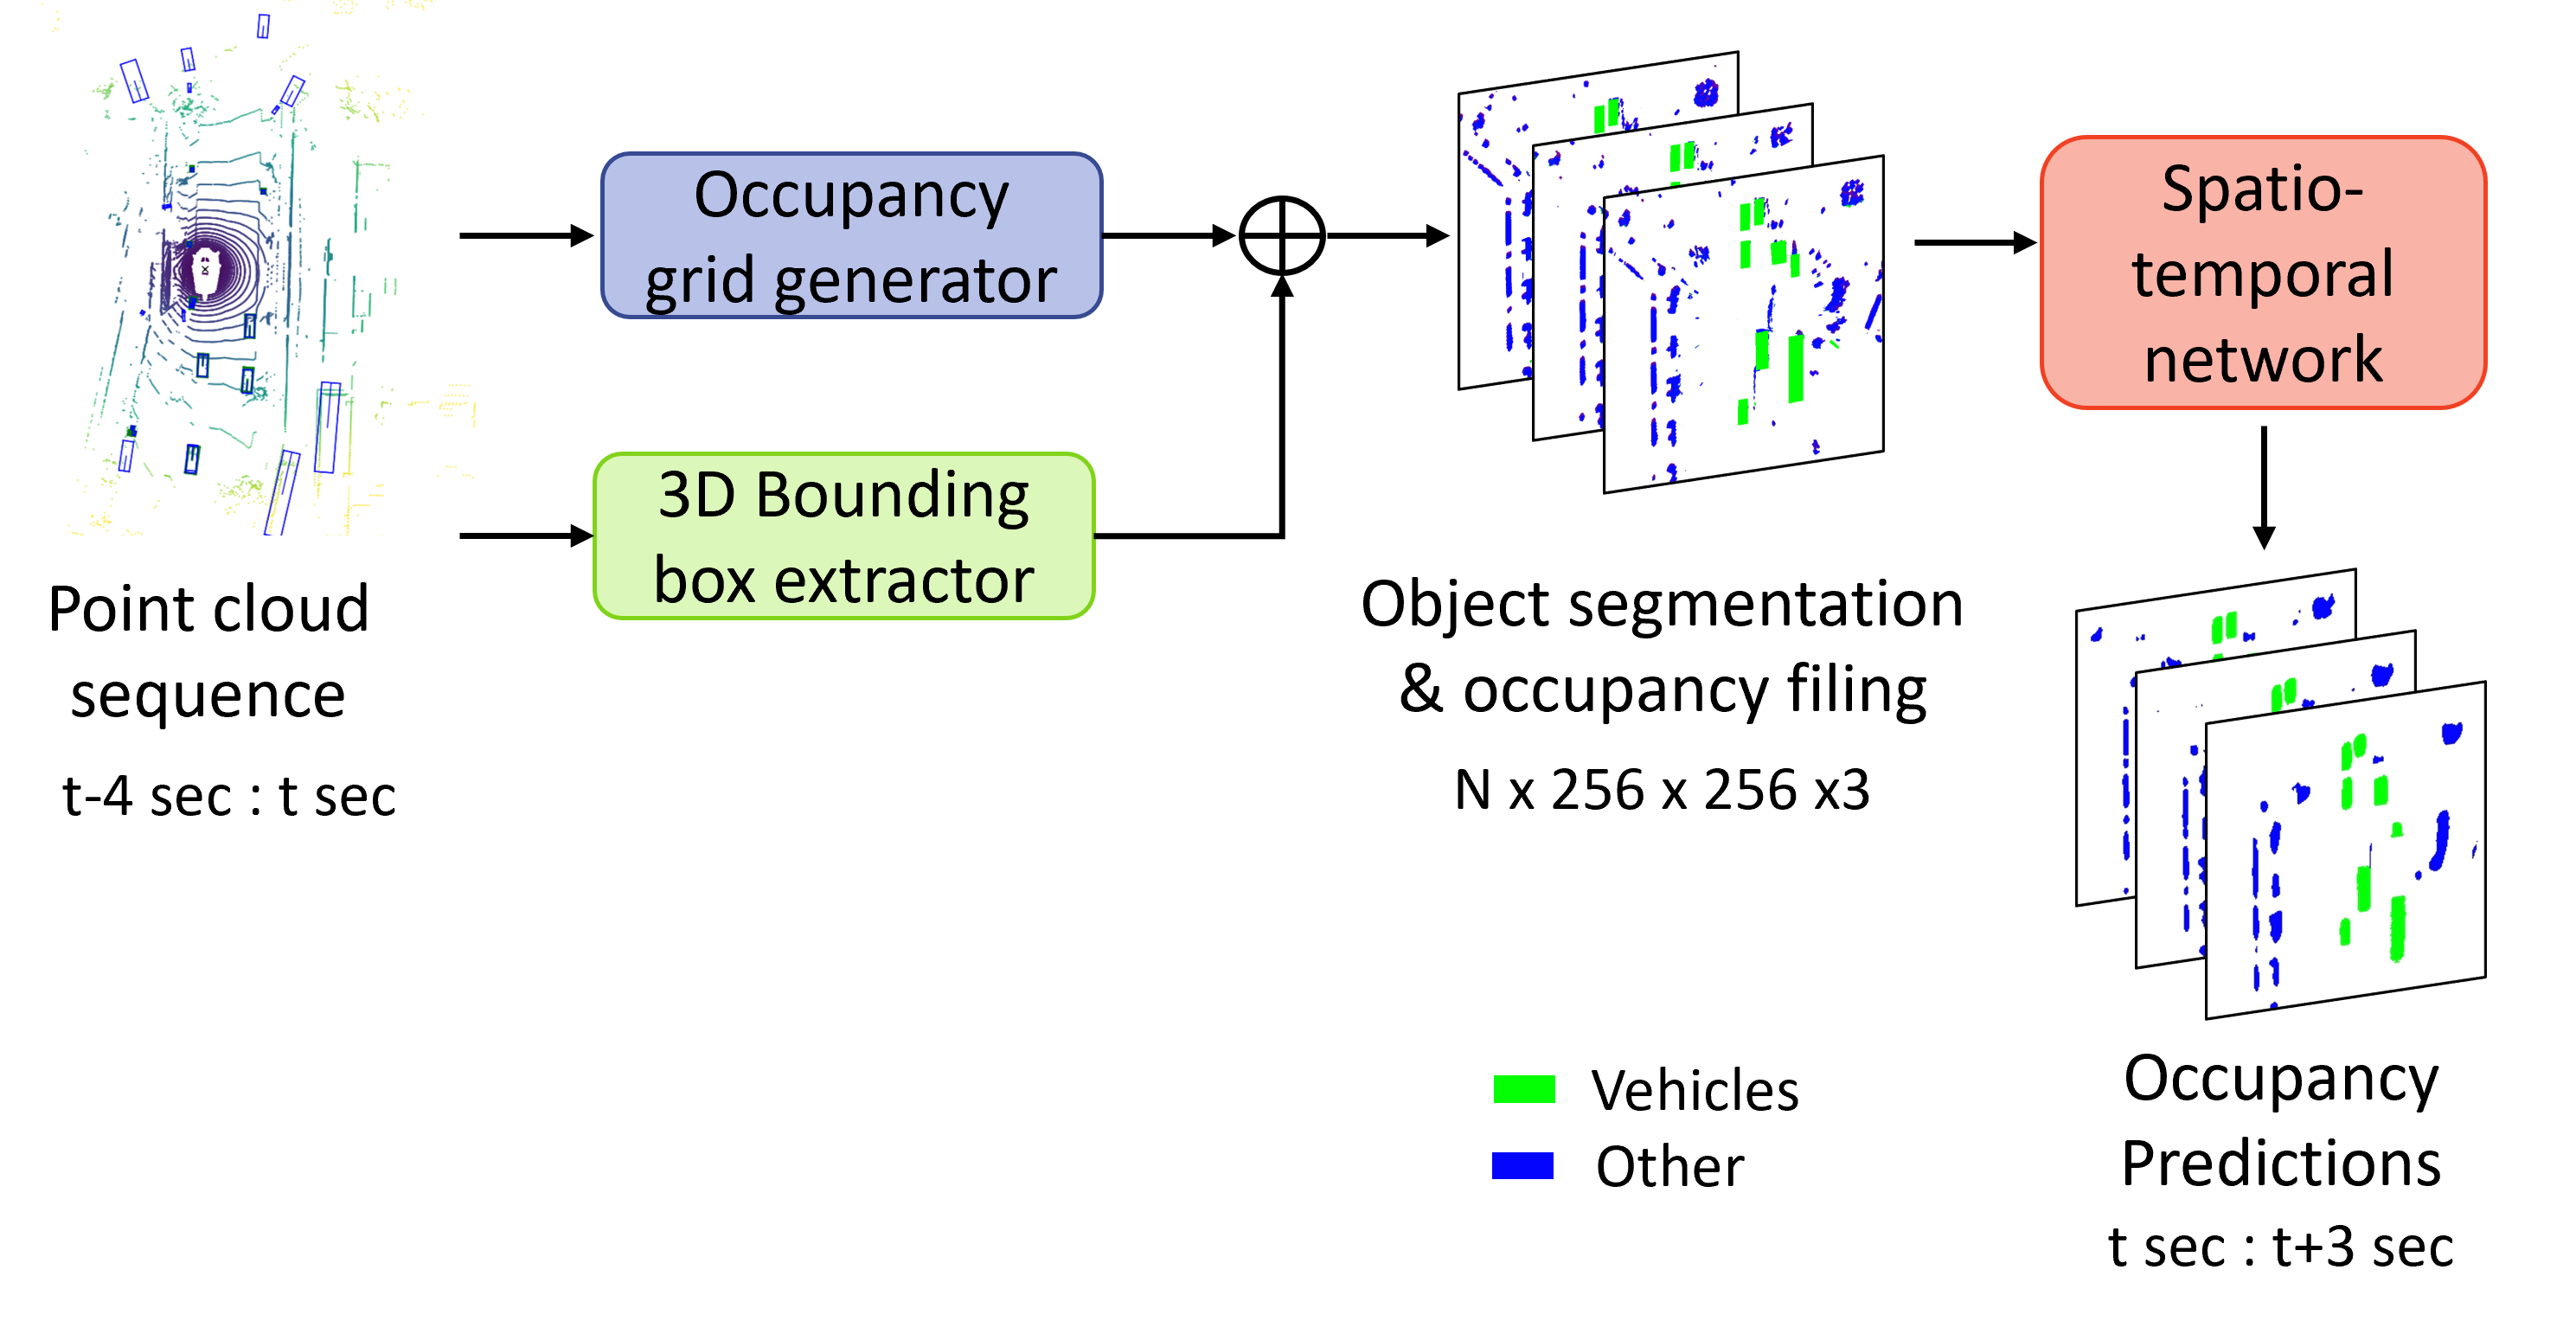 Point cloud
sequence
t-4 sec : t sec
Occupancy
grid generator
3D Bounding
box extractor
Object segmentation
& occupancy filing
N x 256 x 256 x3
Spatio-
temporal
network
Vehicles
Other
Occupancy
Predictions
t sec : t+3 sec